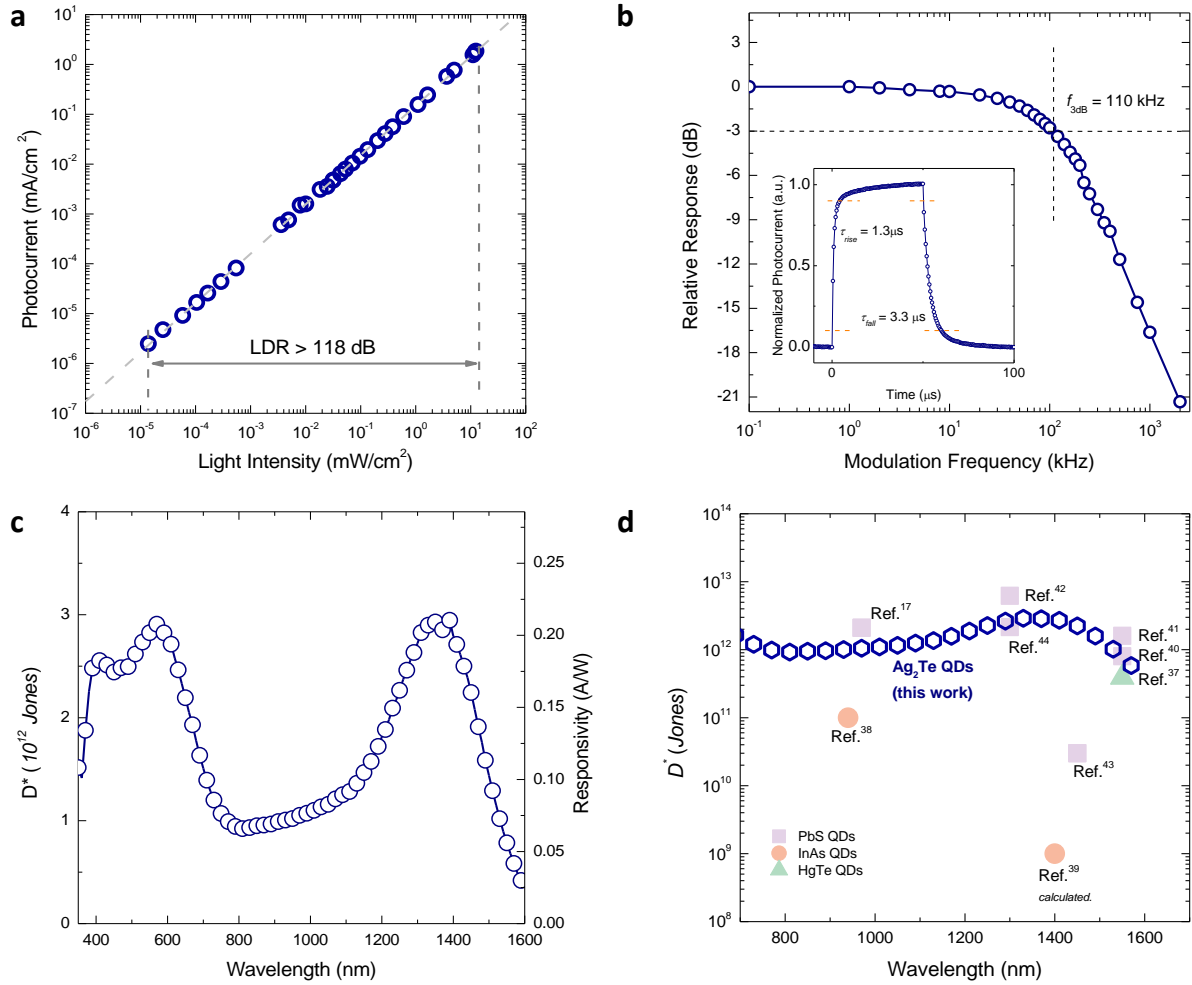 a
10^1
10^0
10^-1
10^-2
10^-3
10^-4
10^-5
10^-6
10^-7
Photocurrent (mA/cm^2)
LDR > 118 dB
10^-6 10^-5 10^-4 10^-3 10^-2 10^-1 10^0 10^1 10^2
Light Intensity (mW/cm^2)
b
3
0
-3
-6
-9
-12
-15
-18
-21
Relative Response (dB)
f_3dB = 110 kHz
1.0
0.5
0.0
Normalized Photocurrent (a.u.)
τ_rise = 1.3μs
τ_fall = 3.3 μs
0 100
Time (μs)
10^-1 10^0 10^1 10^2 10^3
Modulation Frequency (kHz)
c
4
3
2
1
0
D* (10^12 Jones)
0.25
0.20
0.15
0.10
0.05
0.00
Responsivity (A/W)
400 600 800 1000 1200 1400 1600
Wavelength (nm)
d
10^14
10^13
10^12
10^11
10^10
10^9
10^8
D* (Jones)
Ref.^42
Ref.^17
Ref.^41
Ref.^44
Ref.^40
Ag2Te QDs
(this work)
Ref.^37
Ref.^38
Ref.^43
PbS QDs
InAs QDs
HgTe QDs
Ref.^39
calculated.
800 1000 1200 1400 1600
Wavelength (nm)